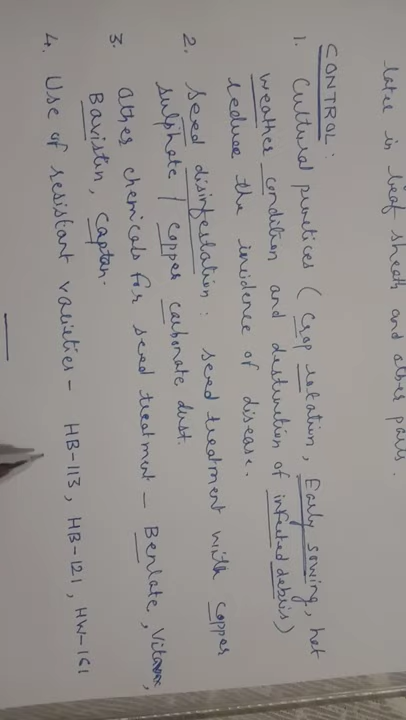 later in leaf sheath and other parts.
CONTROL:
1. Cultural practices (Crop rotation, Early sowing, hot
weather condition and destruction of infected debris)
reduce the incidence of disease.
2. Seed disinfestation: seed treatment with copper
sulphate / copper carbonate dust.
3. Other chemicals for seed treatment - Benlate, Vitavax,
Bavistin, Captan.
4. Use of resistant varieties - HB-113, HB-121, HW-161